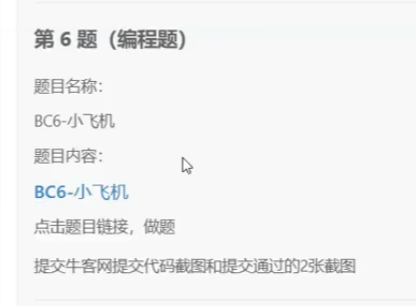 第 6 题（编程题）
题目名称：
BC6-小飞机
题目内容：
BC6-小飞机
点击题目链接，做题
提交牛客网提交代码截图和提交通过的2张截图